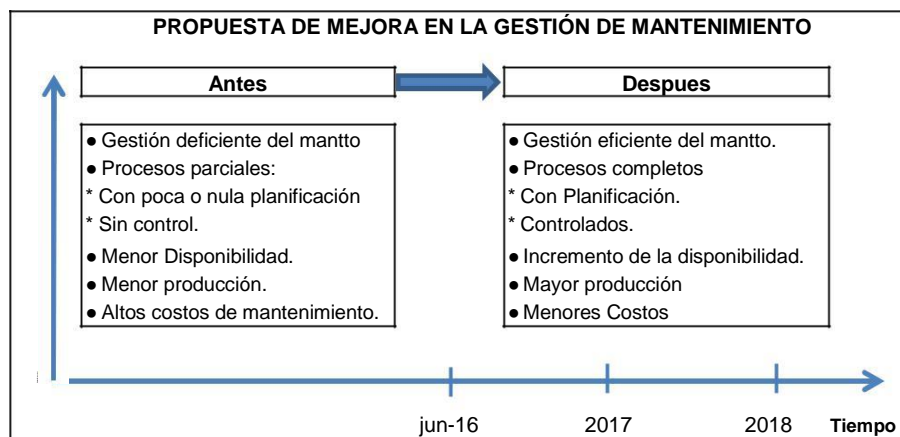 PROPUESTA DE MEJORA EN LA GESTIÓN DE MANTENIMIENTO
Antes
Despues
● Gestión deficiente del mantto
● Procesos parciales:
* Con poca o nula planificación
* Sin control.
● Menor Disponibilidad.
● Menor producción.
● Altos costos de mantenimiento.
● Gestión eficiente del mantto.
● Procesos completos
* Con Planificación.
* Controlados.
● Incremento de la disponibilidad.
● Mayor producción
● Menores Costos
jun-16
2017
2018
Tiempo